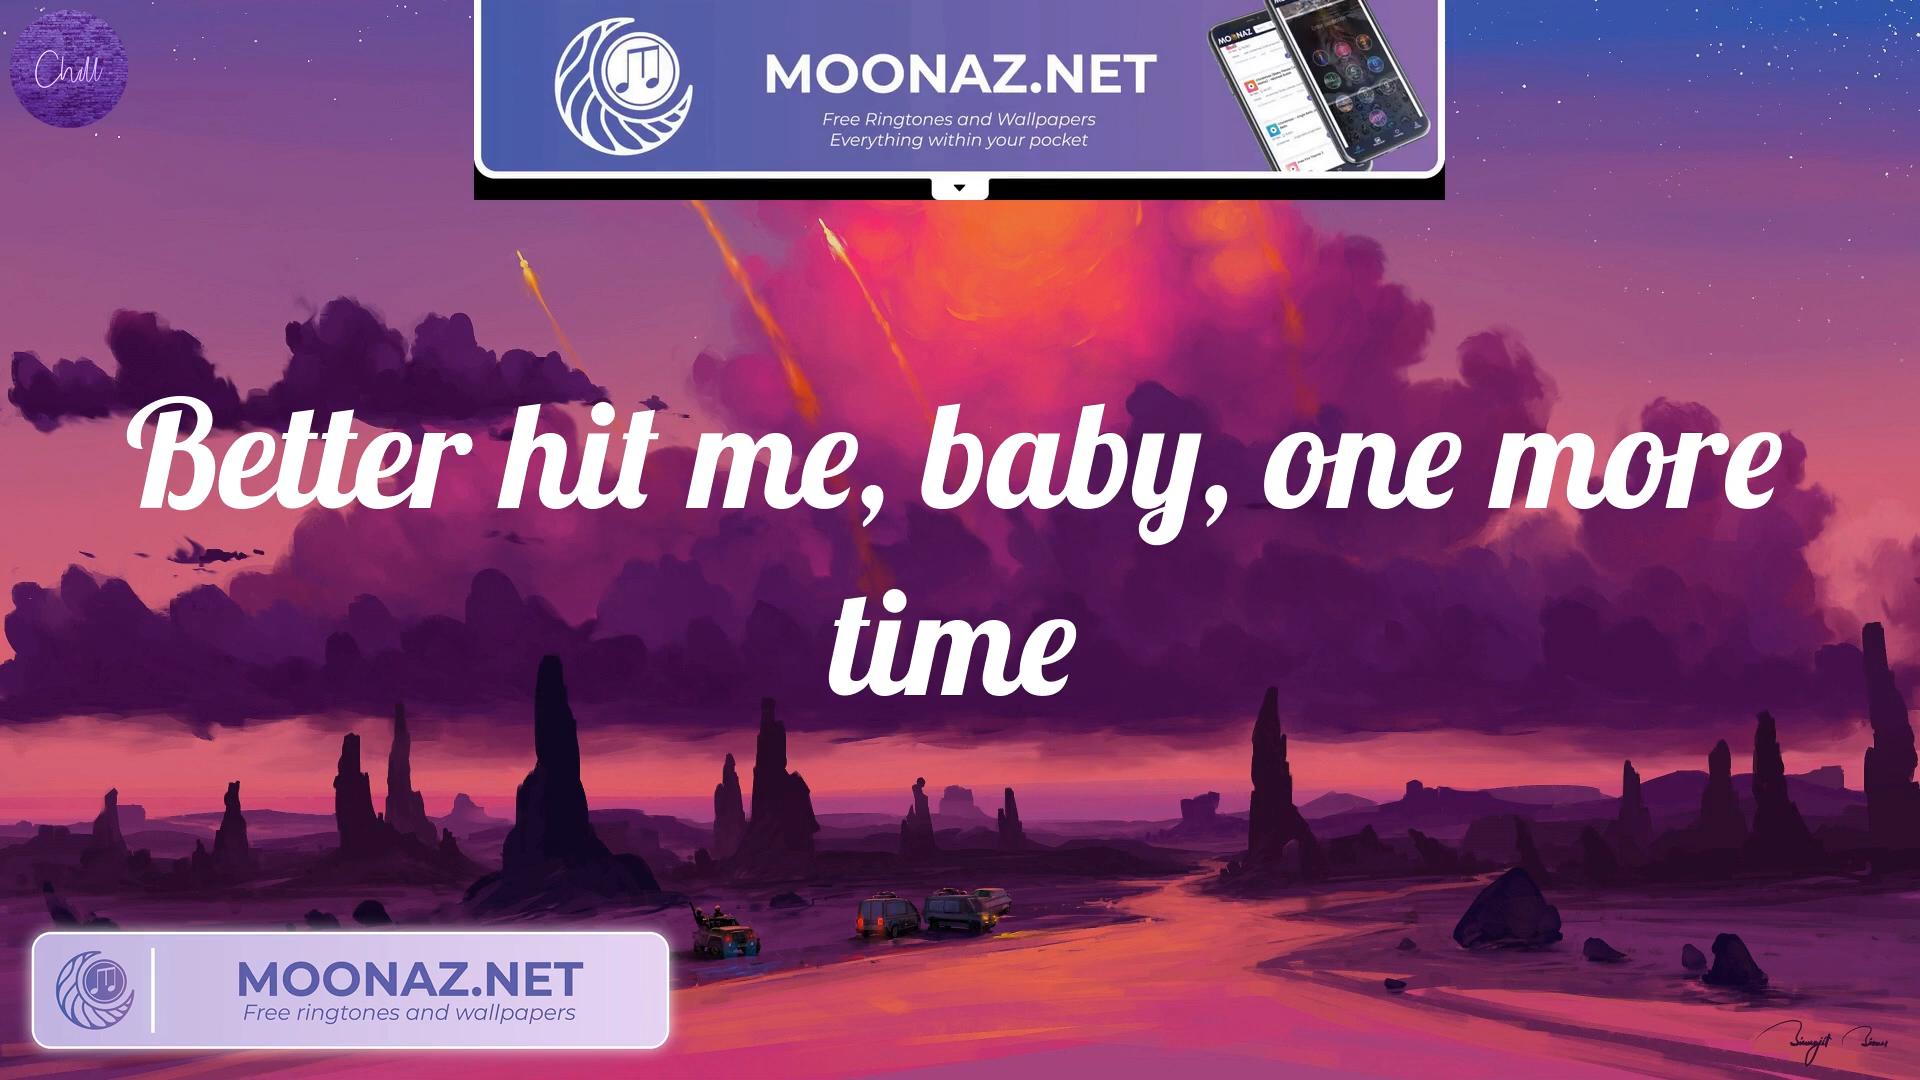 Chill
MOONAZ.NET
Free Ringtones and Wallpapers
Everything within your pocket
Better hit me, baby, one more
time
MOONAZ.NET
Free ringtones and wallpapers